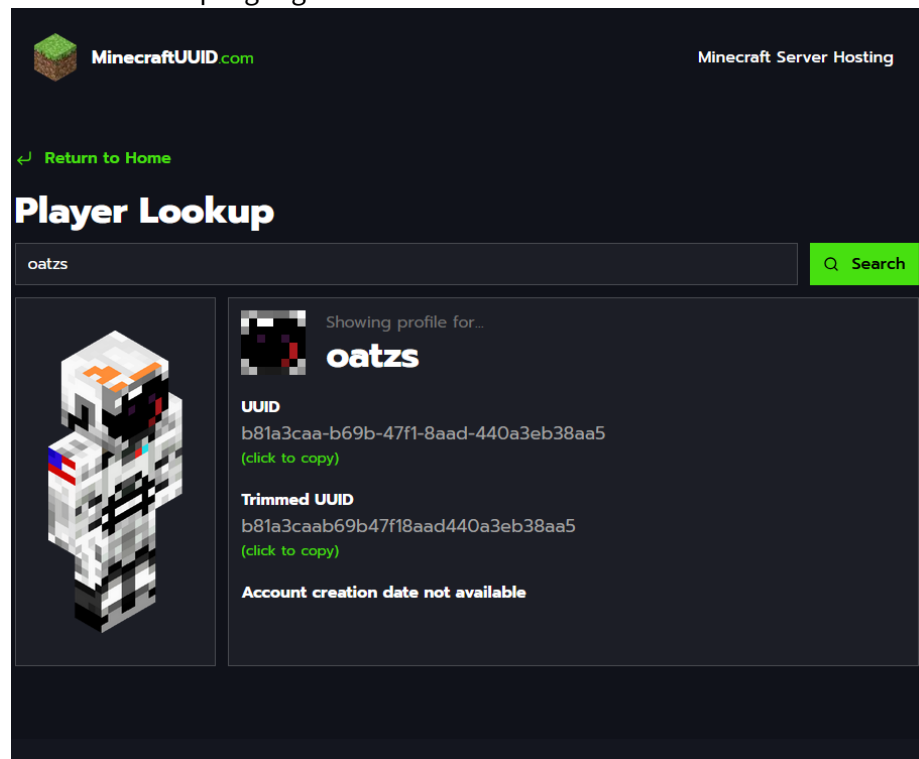 MinecraftUUID.com
Minecraft Server Hosting
Return to Home
Player Lookup
oatzs
Search
Showing profile for...
oatzs
UUID
b81a3caa-b69b-47f1-8aad-440a3eb38aa5
(click to copy)
Trimmed UUID
b81a3caab69b47f18aad440a3eb38aa5
(click to copy)
Account creation date not available